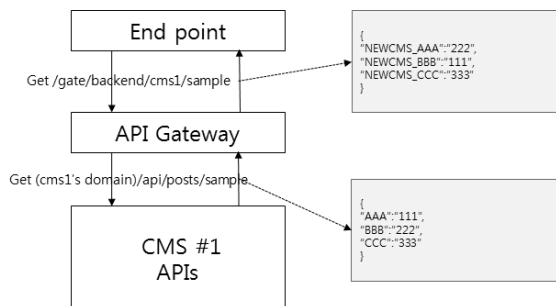 End point
Get /gate/backend/cms1/sample
{
"NEWCMS_AAA":"222",
"NEWCMS_BBB":"111",
"NEWCMS_CCC":"333"
}
API Gateway
Get (cms1's domain)/api/posts/sample
{
"AAA":"111",
"BBB":"222",
"CCC":"333"
}
CMS #1
APIs